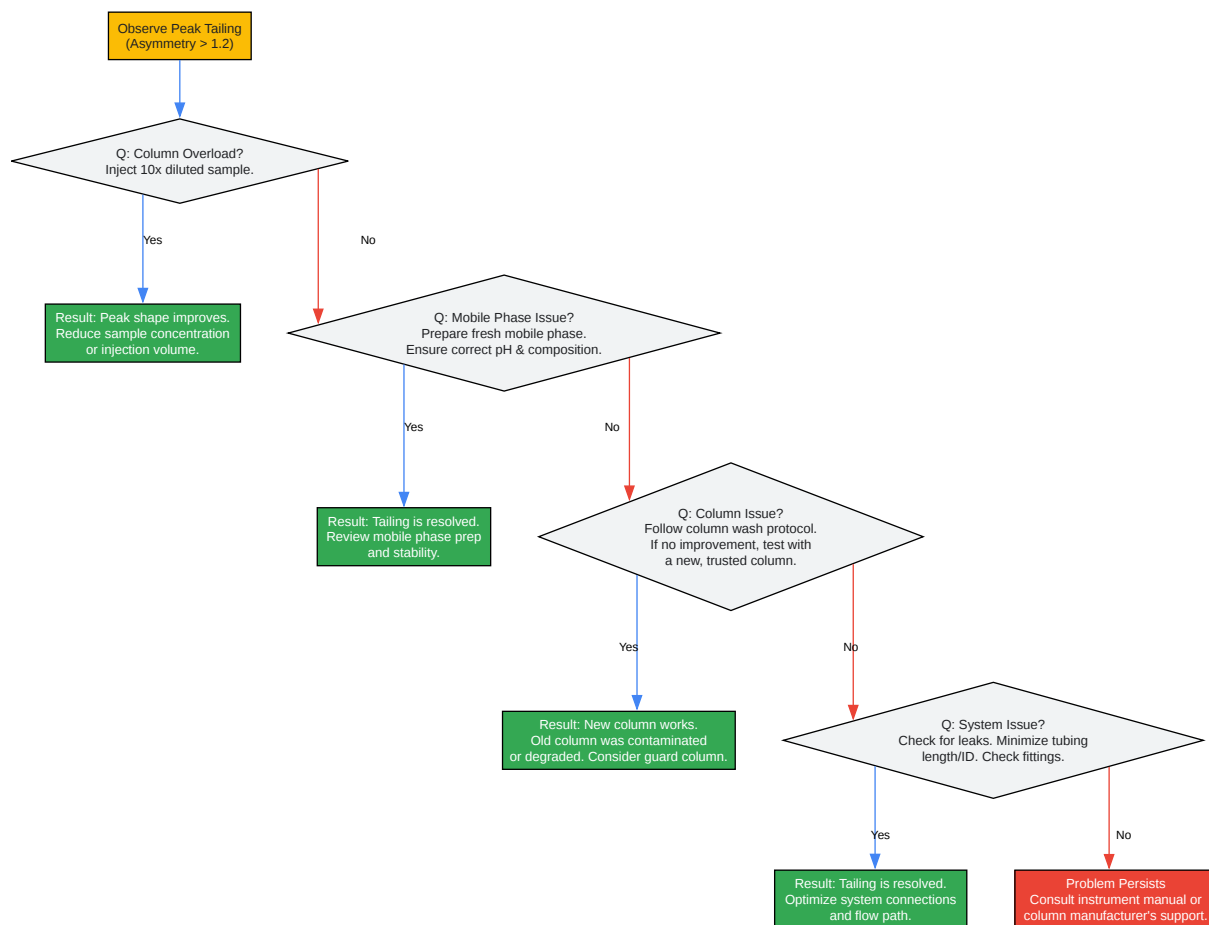 Observe Peak Tailing
(Asymmetry > 1.2)
Q: Column Overload?
Inject 10x diluted sample.
Yes
No
Result: Peak shape improves.
Reduce sample concentration
or injection volume.
Q: Mobile Phase Issue?
Prepare fresh mobile phase.
Ensure correct pH & composition.
Yes
No
Result: Tailing is resolved.
Review mobile phase prep
and stability.
Q: Column Issue?
Follow column wash protocol.
If no improvement, test with
a new, trusted column.
Yes
No
Result: New column works.
Old column was contaminated
or degraded. Consider guard column.
Q: System Issue?
Check for leaks. Minimize tubing
length/ID. Check fittings.
Yes
No
Result: Tailing is resolved.
Optimize system connections
and flow path.
Problem Persists
Consult instrument manual or
column manufacturer's support.